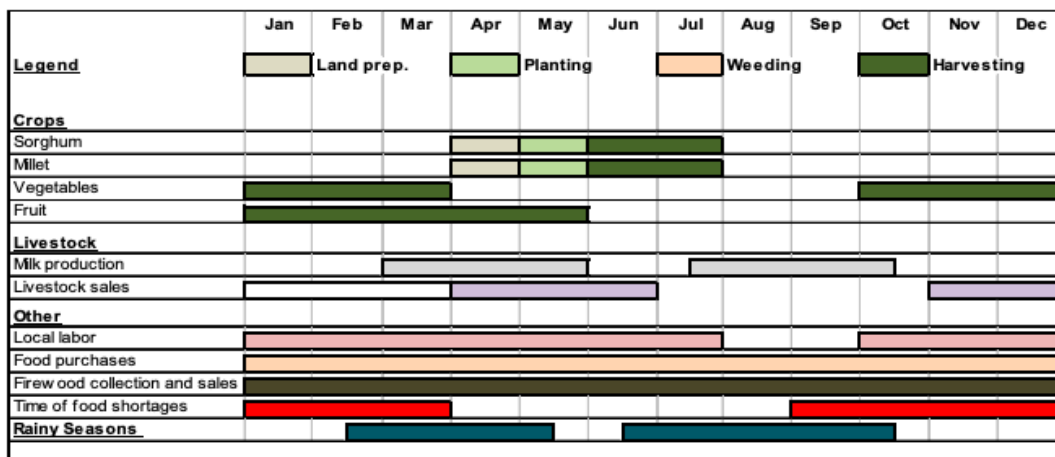 Jan Feb Mar Apr May Jun Jul Aug Sep Oct Nov Dec
Legend Land prep. Planting Weeding Harvesting
Crops
Sorghum
Millet
Vegetables
Fruit
Livestock
Milk production
Livestock sales
Other
Local labor
Food purchases
Firewood collection and sales
Time of food shortages
Rainy Seasons